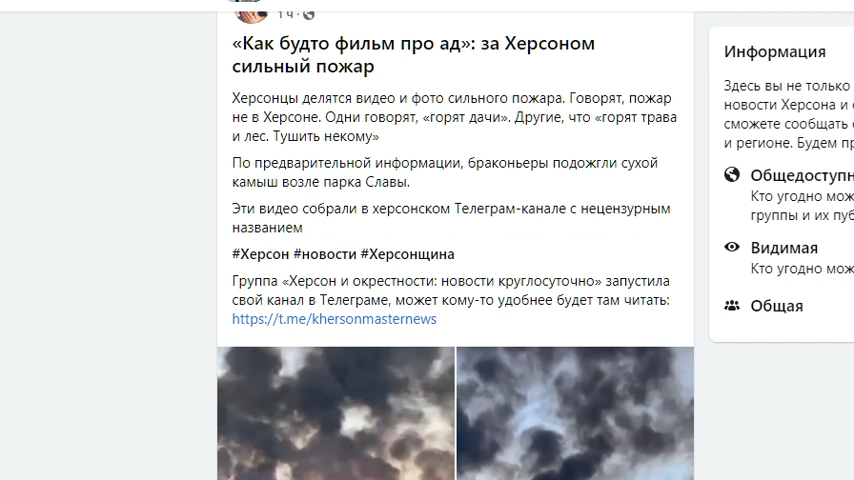 1 ч ·
«Как будто фильм про ад»: за Херсоном
сильный пожар
Херсонцы делятся видео и фото сильного пожара. Говорят, пожар
не в Херсоне. Одни говорят, «горят дачи». Другие, что «горят трава
и лес. Тушить некому»
По предварительной информации, браконьеры подожгли сухой
камыш возле парка Славы.
Эти видео собрали в херсонском Телеграм-канале с нецензурным
названием
#Херсон #новости #Херсонщина
Группа «Херсон и окрестности: новости круглосуточно» запустила
свой канал в Телеграме, может кому-то удобнее будет там читать:
https://t.me/khersonmasternews
Информация
Здесь вы не только
новости Херсона и
сможете сообщать
и регионе. Будем пр
Общедоступн
Кто угодно мож
группы и их пуб
Видимая
Кто угодно мож
Общая